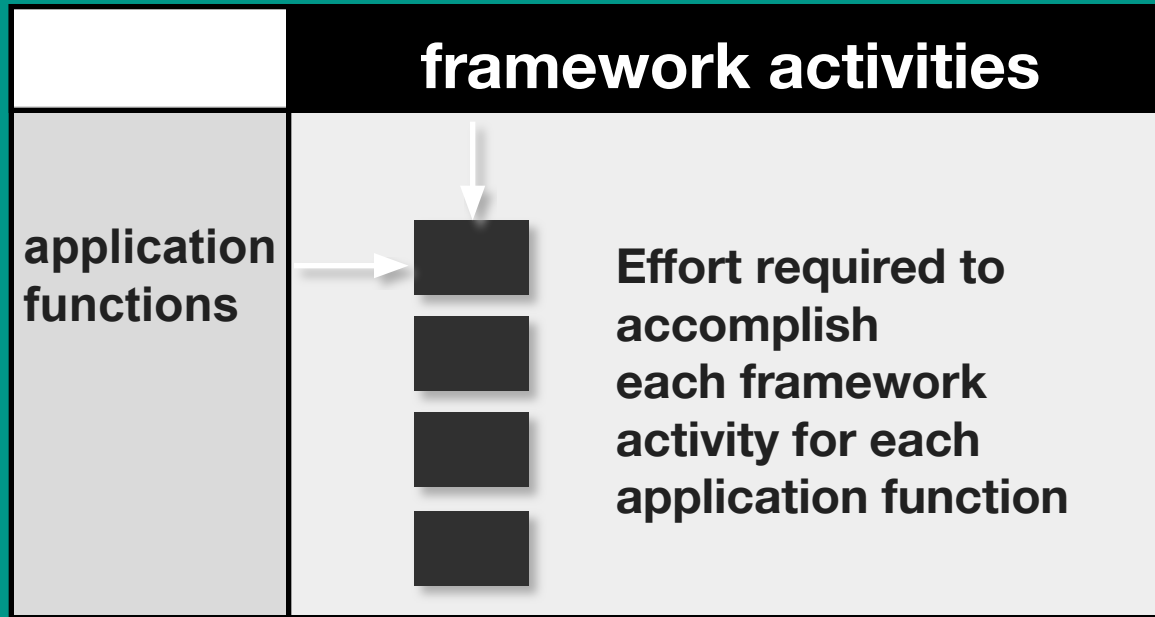 framework activities
application
functions
Effort required to
accomplish
each framework
activity for each
application function